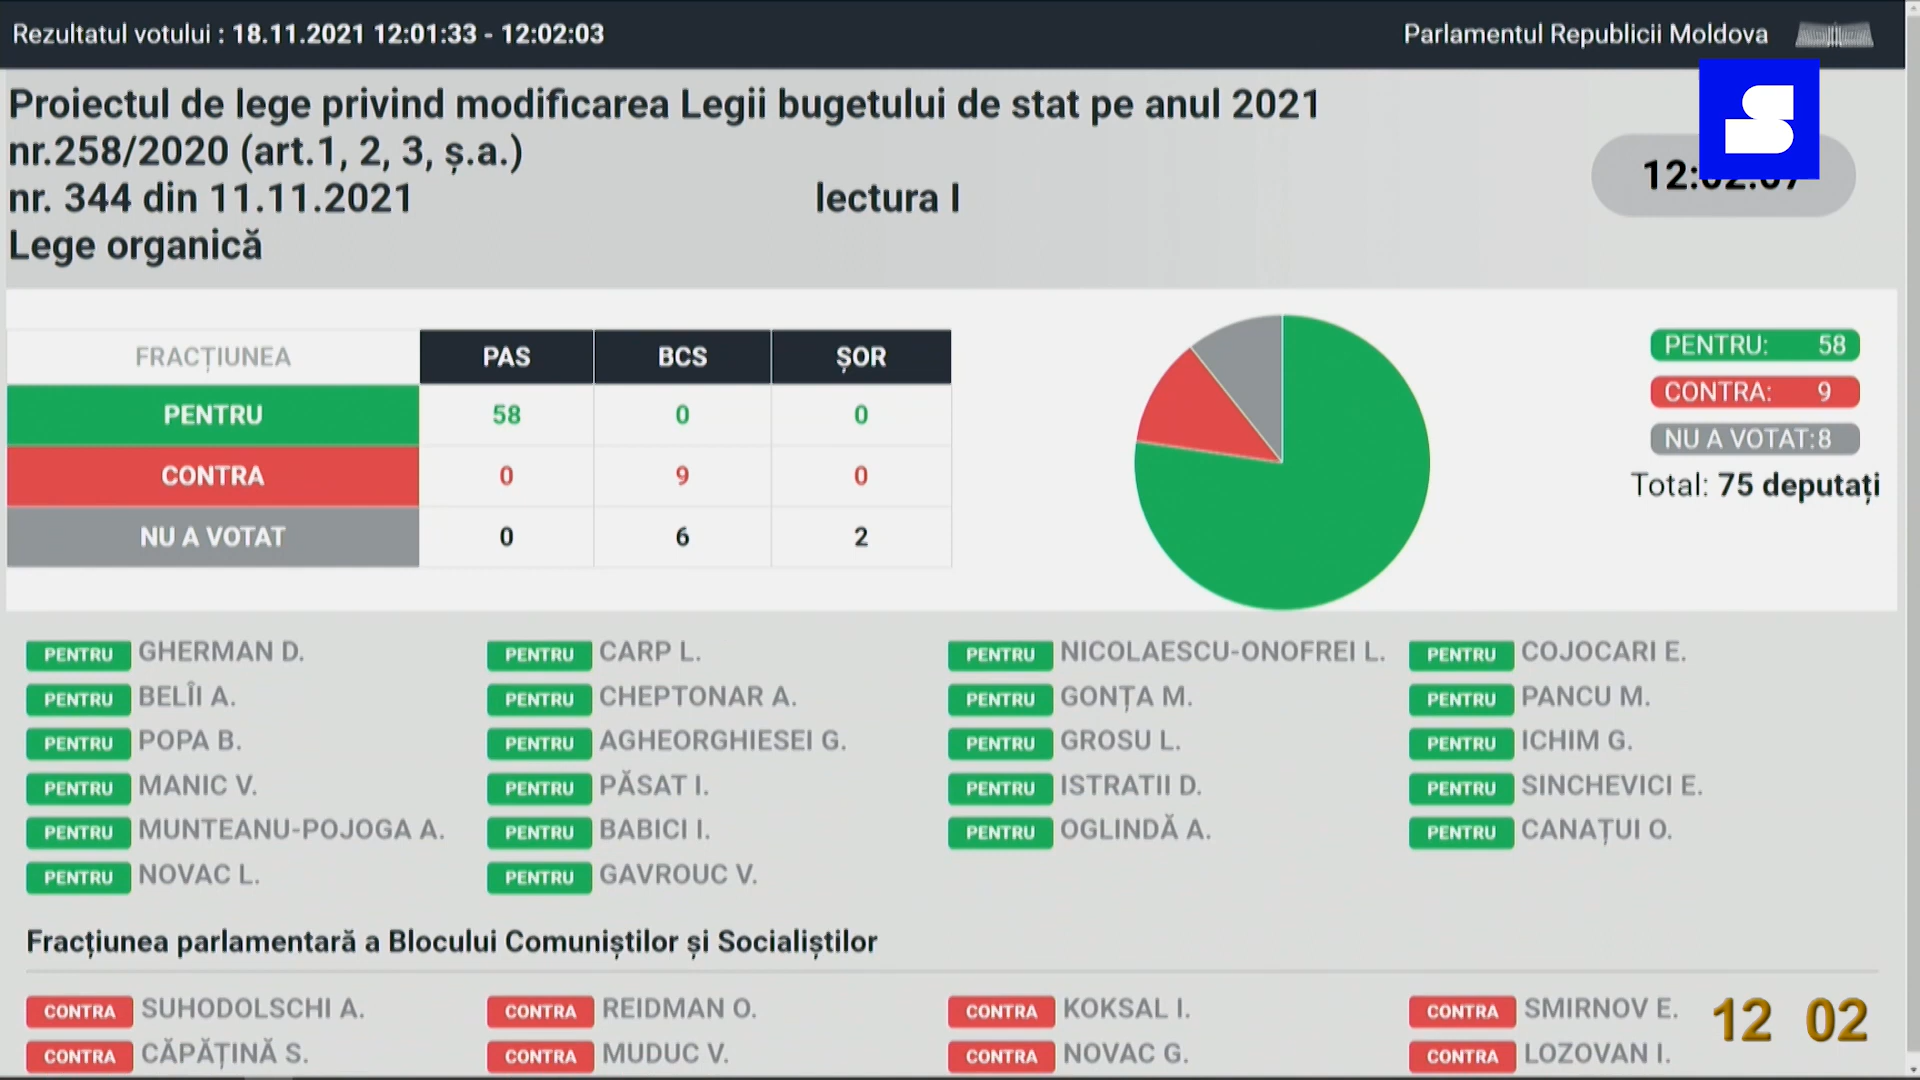 Rezultatul votului : 18.11.2021 12:01:33 - 12:02:03
Parlamentul Republicii Moldova
Proiectul de lege privind modificarea Legii bugetului de stat pe anul 2021
nr.258/2020 (art.1, 2, 3, ș.a.)
nr. 344 din 11.11.2021 lectura I
Lege organică
FRACȚIUNEA PAS BCS ȘOR
PENTRU 58 0 0
CONTRA 0 9 0
NU A VOTAT 0 6 2
PENTRU: 58
CONTRA: 9
NU A VOTAT:8
Total: 75 deputați
PENTRU GHERMAN D. PENTRU CARP L. PENTRU NICOLAESCU-ONOFREI L. PENTRU COJOCARI E.
PENTRU BELÎI A. PENTRU CHEPTONAR A. PENTRU GONȚA M. PENTRU PANCU M.
PENTRU POPA B. PENTRU AGHEORGHIESEI G. PENTRU GROSU L. PENTRU ICHIM G.
PENTRU MANIC V. PENTRU PĂSAT I. PENTRU ISTRATII D. PENTRU SINCHEVICI E.
PENTRU MUNTEANU-POJOGA A. PENTRU BABICI I. PENTRU OGLINDĂ A. PENTRU CANAȚUI O.
PENTRU NOVAC L. PENTRU GAVROUC V.
Fracțiunea parlamentară a Blocului Comuniștilor și Socialiștilor
CONTRA SUHODOLSCHI A. CONTRA REIDMAN O. CONTRA KOKSAL I. CONTRA SMIRNOV E.
CONTRA CĂPĂȚINĂ S. CONTRA MUDUC V. CONTRA NOVAC G. CONTRA LOZOVAN I.
12 02